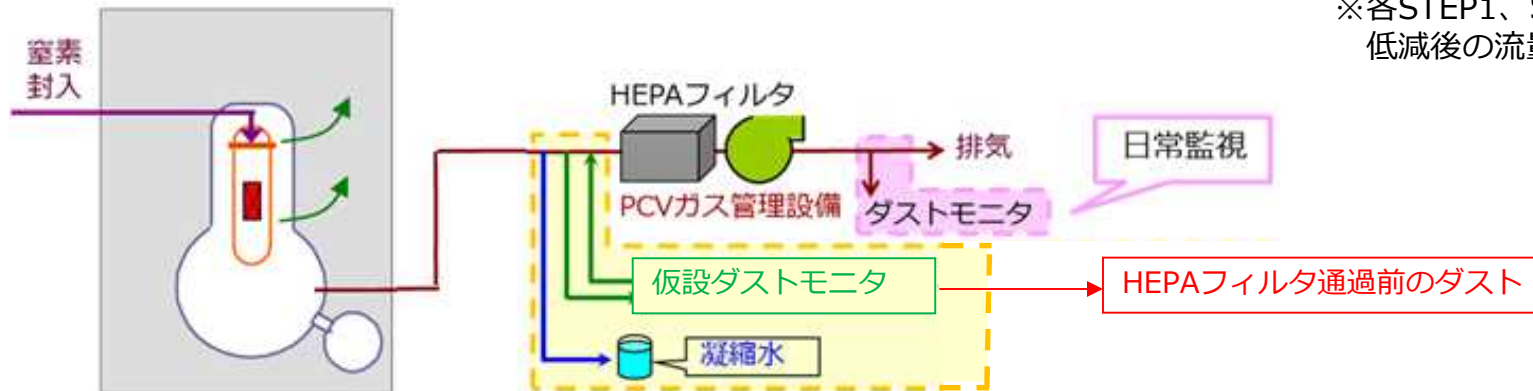 ※各STEP1、
低減後の流量
窒素
封入
HEPAフィルタ
排気
日常監視
PCVガス管理設備
ダストモニタ
仮設ダストモニタ
HEPAフィルタ通過前のダスト
凝縮水